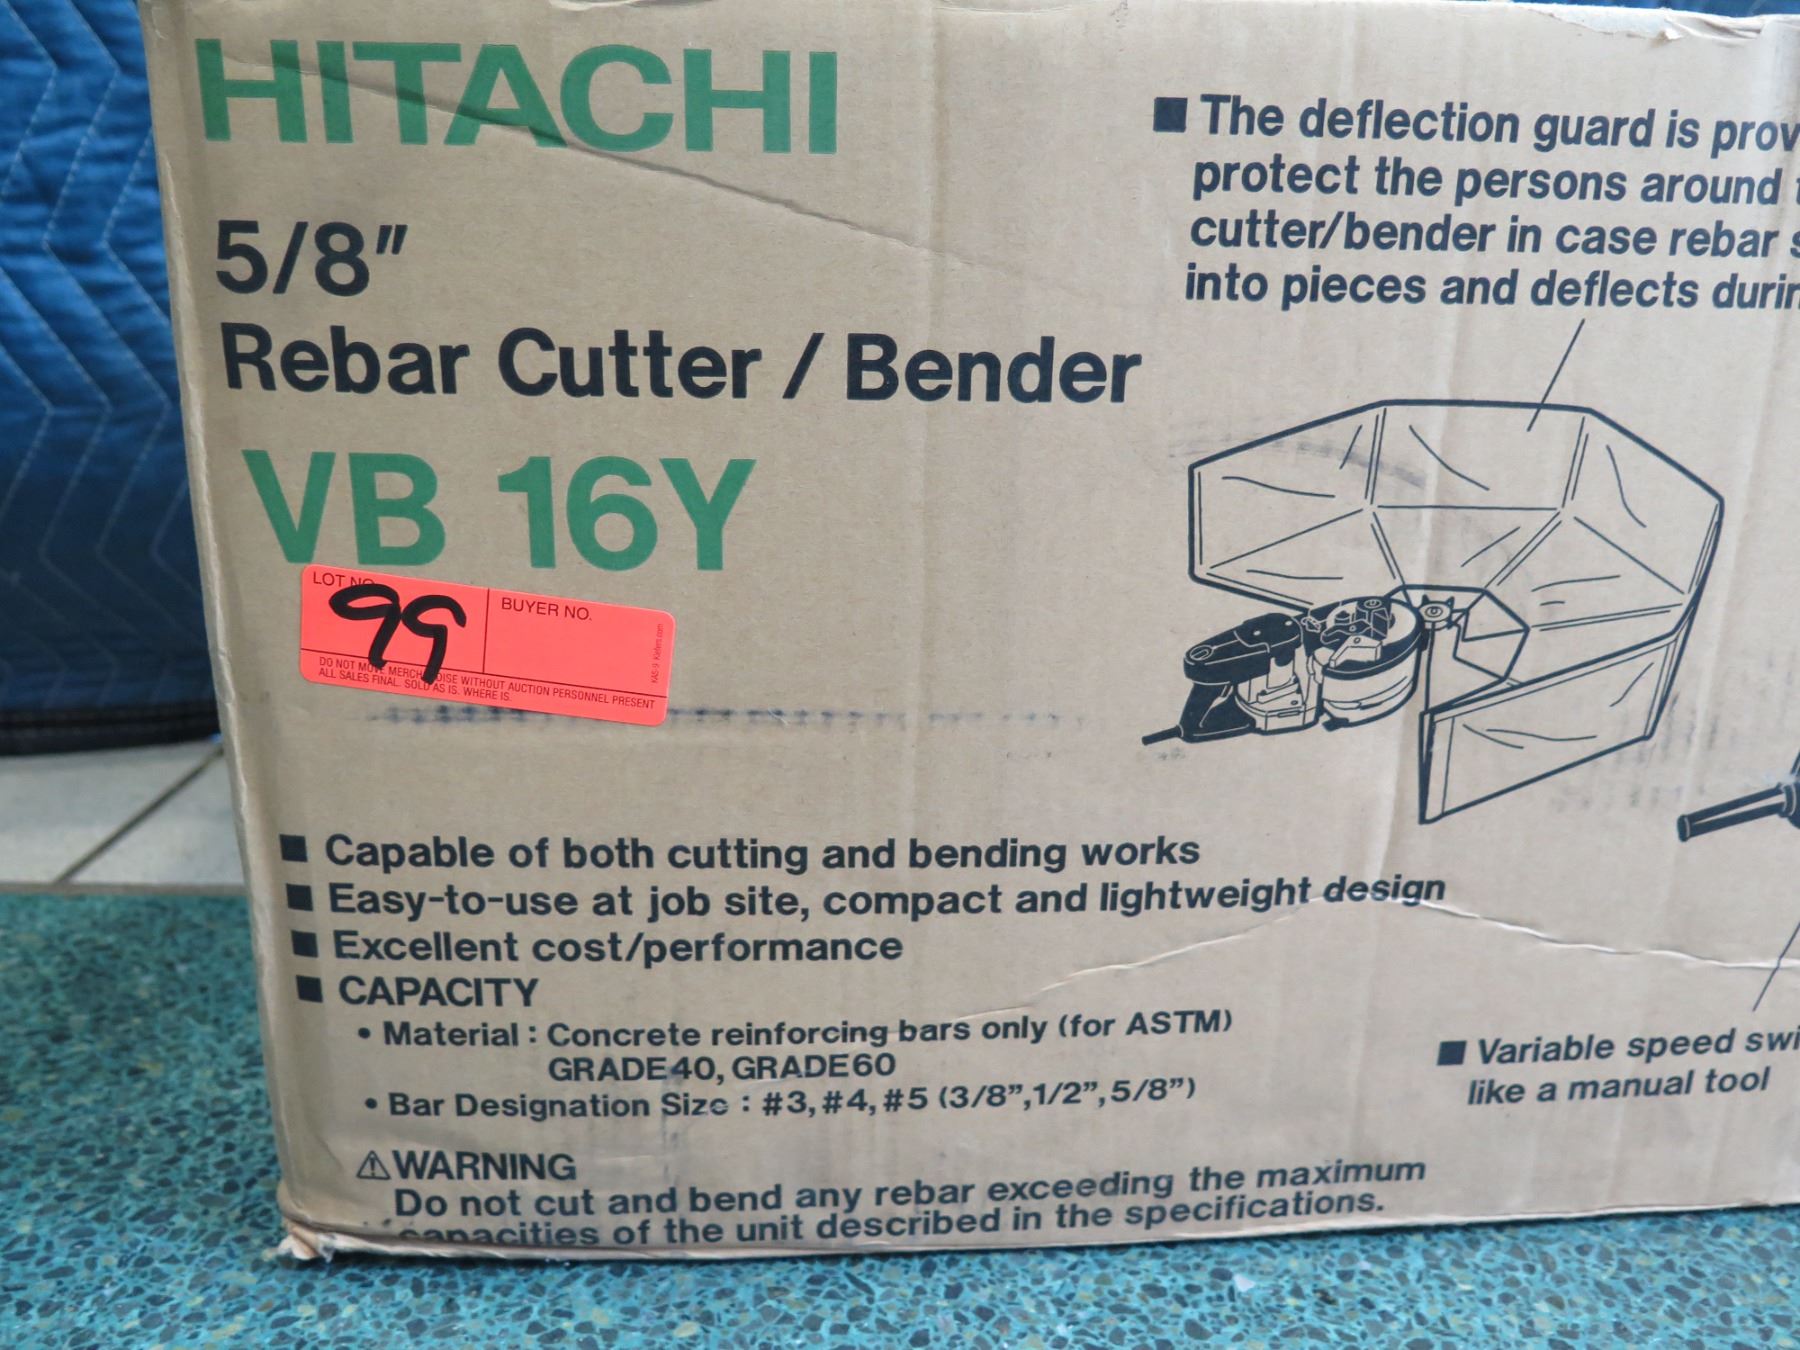 HITACHI
5/8"
Rebar Cutter / Bender
VB 16Y
LOT NO.
99
BUYER NO.
KAS-9 Kiefers.com
DO NOT MOVE MERCHANDISE WITHOUT AUCTION PERSONNEL PRESENT
ALL SALES FINAL. SOLD AS IS. WHERE IS.
■ The deflection guard is prov
protect the persons around
cutter/bender in case rebar s
into pieces and deflects durin
■ Capable of both cutting and bending works
■ Easy-to-use at job site, compact and lightweight design
■ Excellent cost/performance
■ CAPACITY
• Material : Concrete reinforcing bars only (for ASTM)
GRADE40, GRADE60
• Bar Designation Size : #3, #4, #5 (3/8”,1/2”,5/8”)
⚠WARNING
Do not cut and bend any rebar exceeding the maximum
capacities of the unit described in the specifications.
■ Variable speed swi
like a manual tool